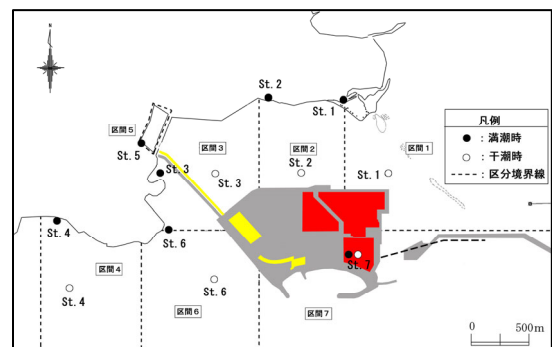 N
St.2
St.1
区間5
St.5
区間3
区間2
区間1
凡例
●：満潮時
○：干潮時
：区分境界線
St.3
St.3
St.1
St.4
St.6
St.7
区間4
St.4
St.6
区間6
区間7
0 500m